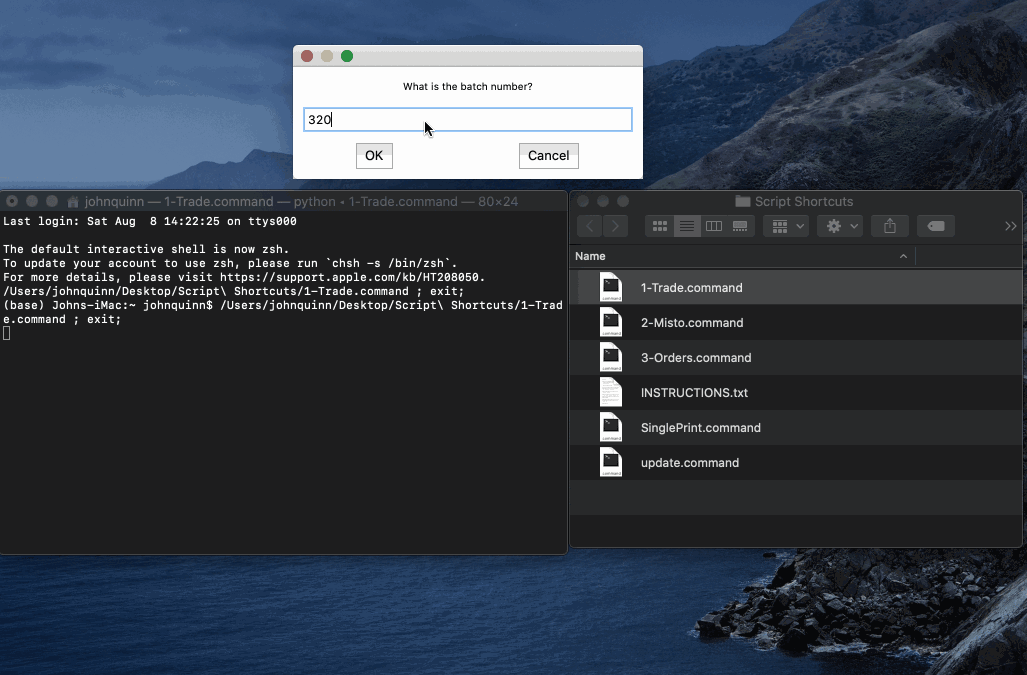 What is the batch number?
320
OK
Cancel
johnquinn — 1-Trade.command — python • 1-Trade.command — 80×24
Last login: Sat Aug  8 14:22:25 on ttys000
The default interactive shell is now zsh.
To update your account to use zsh, please run `chsh -s /bin/zsh`.
For more details, please visit https://support.apple.com/kb/HT208050.
/Users/johnquinn/Desktop/Script\ Shortcuts/1-Trade.command ; exit;
(base) Johns-iMac:~ johnquinn$ /Users/johnquinn/Desktop/Script\ Shortcuts/1-Trad
e.command ; exit;
Script Shortcuts
Name
1-Trade.command
2-Misto.command
3-Orders.command
INSTRUCTIONS.txt
SinglePrint.command
update.command